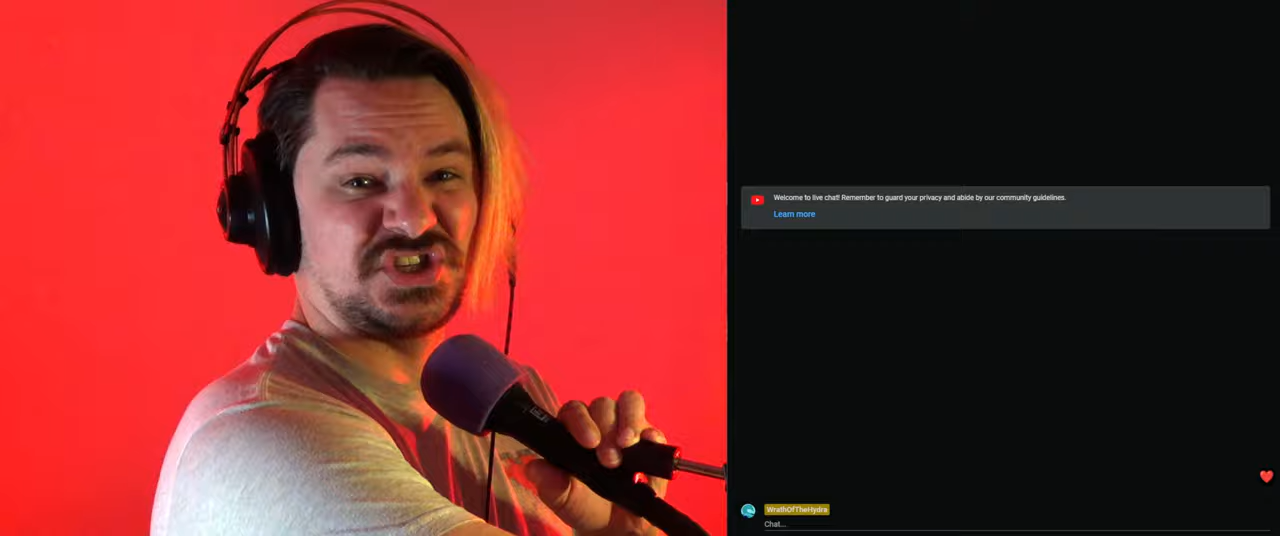 Welcome to live chat! Remember to guard your privacy and abide by our community guidelines.
Learn more
WrathOfTheHydra
Chat...